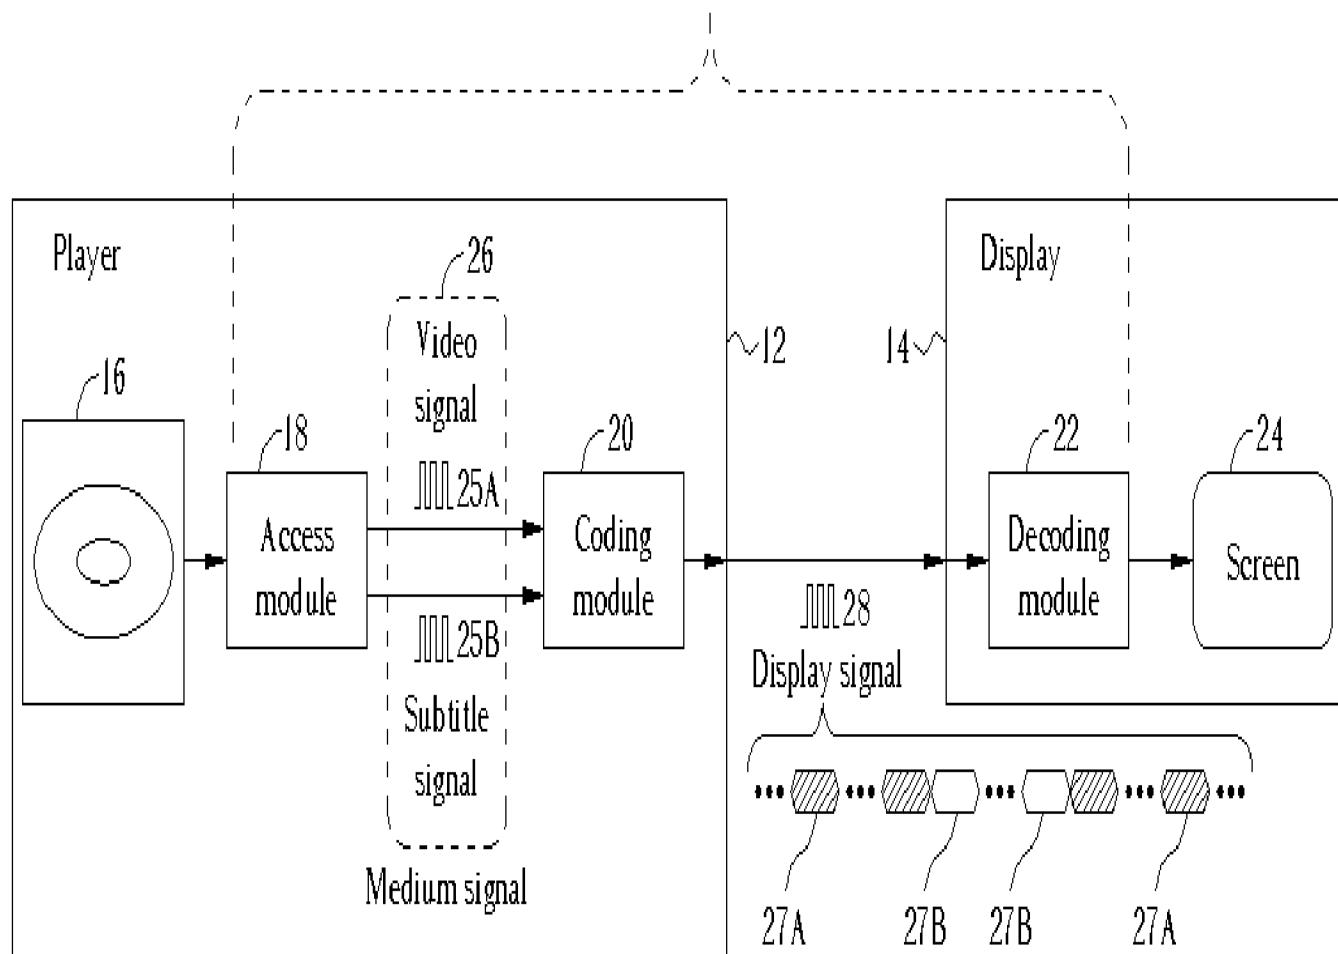 Player
26
Display
Video
signal
12
14
16
18
20
22
24
25A
Access
module
Coding
module
Decoding
module
Screen
28
25B
Display signal
Subtitle
signal
Medium signal
27A
27B
27B
27A